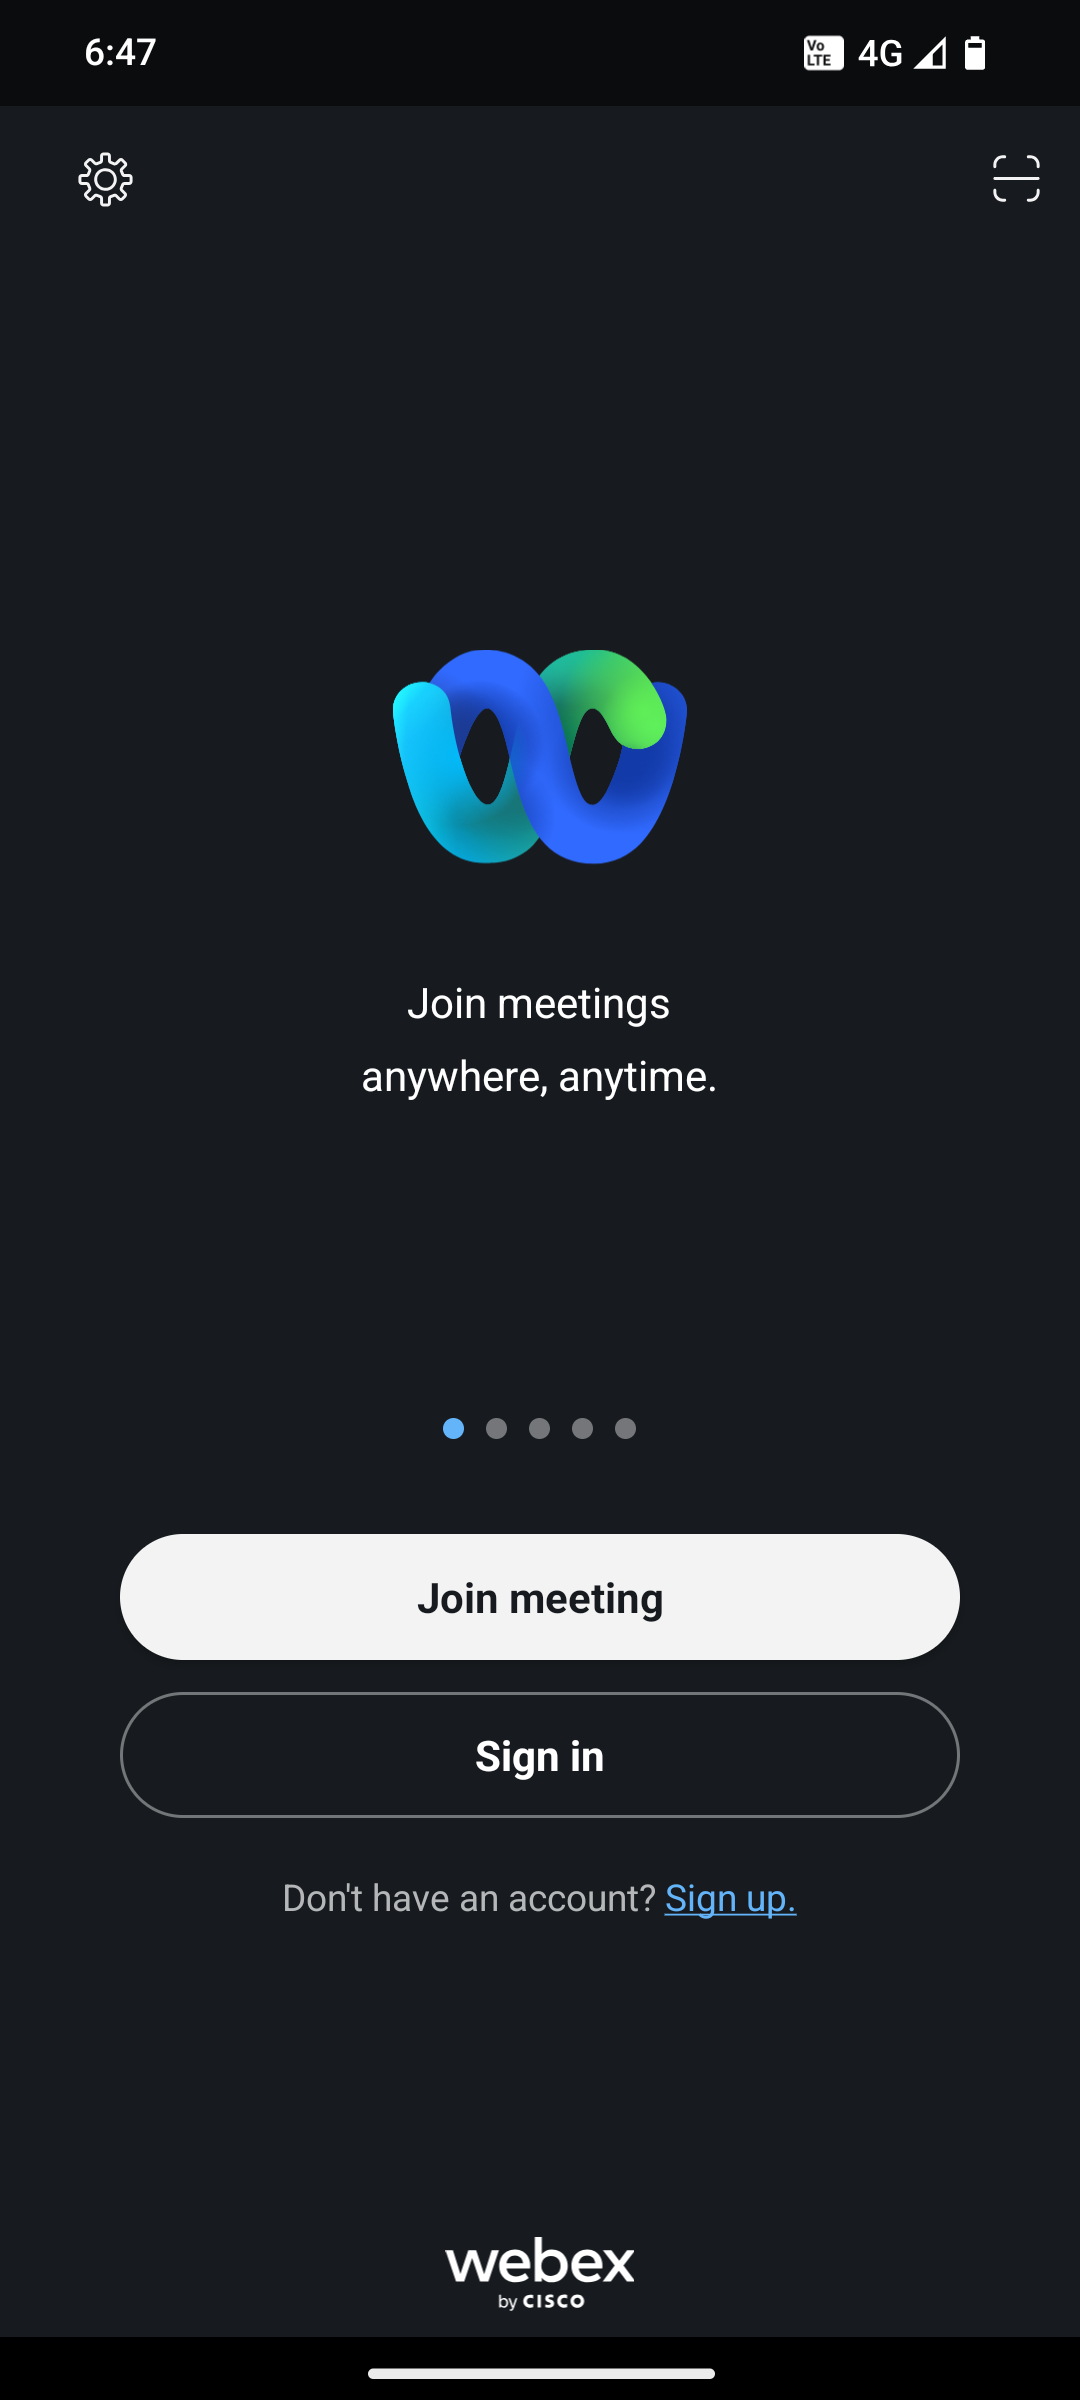 6:47
Vo
LTE
4G
Join meetings
anywhere, anytime.
Join meeting
Sign in
Don't have an account? Sign up.
webex
by CISCO